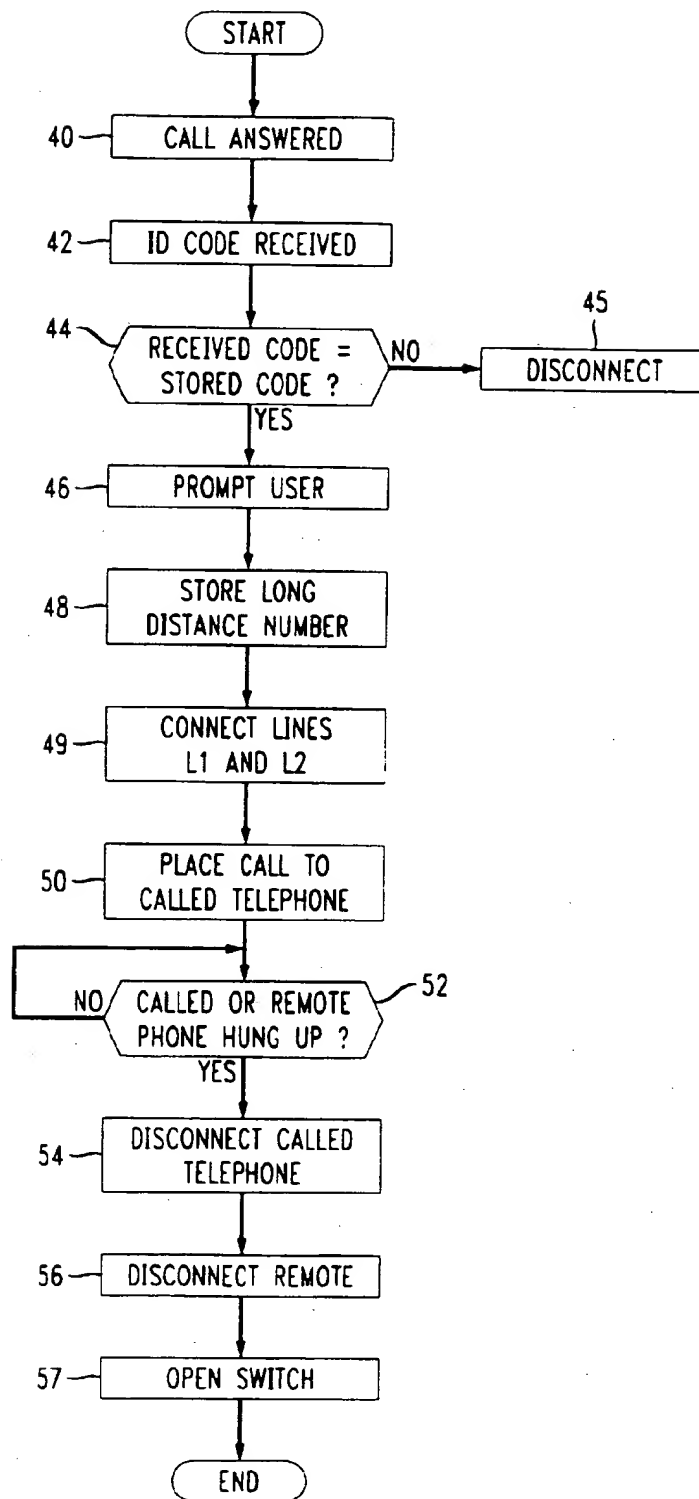 START
40
CALL ANSWERED
42
ID CODE RECEIVED
44
RECEIVED CODE =
STORED CODE ?
NO
45
DISCONNECT
YES
46
PROMPT USER
48
STORE LONG
DISTANCE NUMBER
49
CONNECT LINES
L1 AND L2
50
PLACE CALL TO
CALLED TELEPHONE
NO
CALLED OR REMOTE
PHONE HUNG UP ?
52
YES
54
DISCONNECT CALLED
TELEPHONE
56
DISCONNECT REMOTE
57
OPEN SWITCH
END